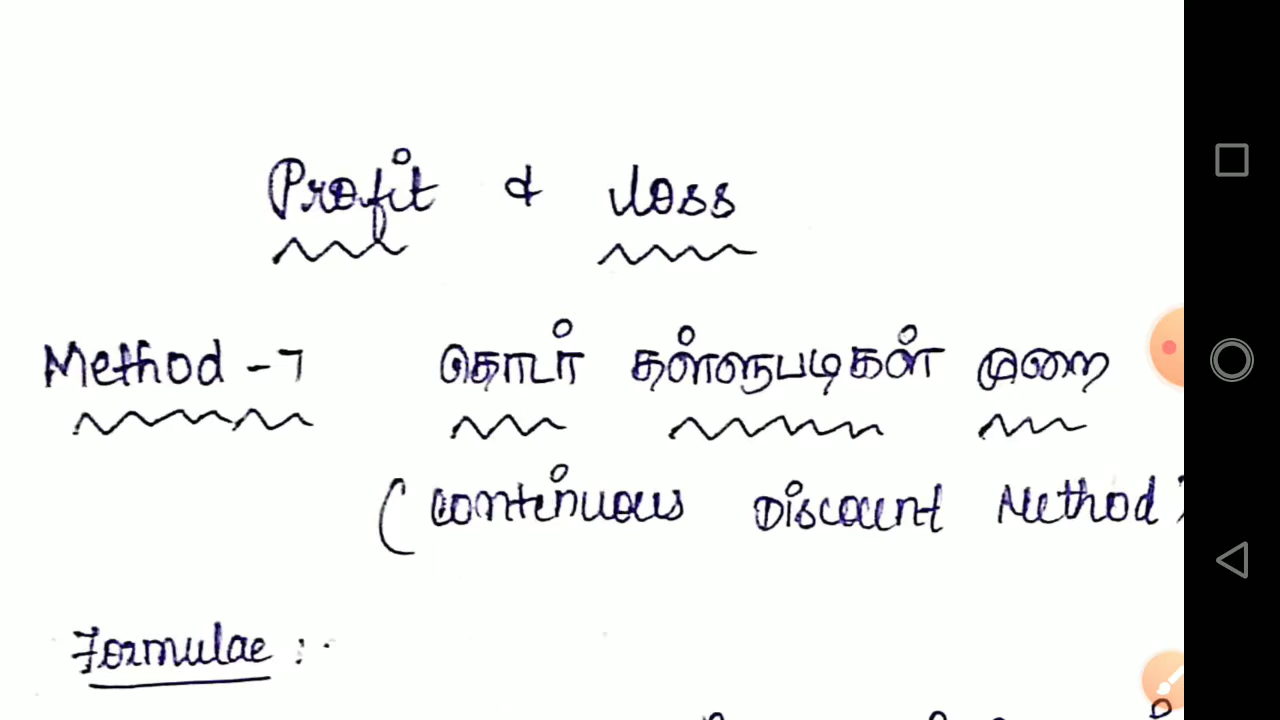 Profit & Loss
Method - 7 தொடர் தள்ளுபடிகள் முறை
(Continuous Discount Method)
Formulae :-